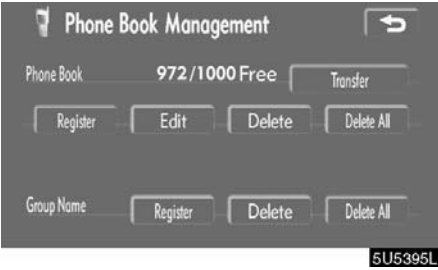 Phone Book Management
Phone Book 972/1000 Free Transfer
Register Edit Delete Delete All
Group Name Register Delete Delete All
5U5395L